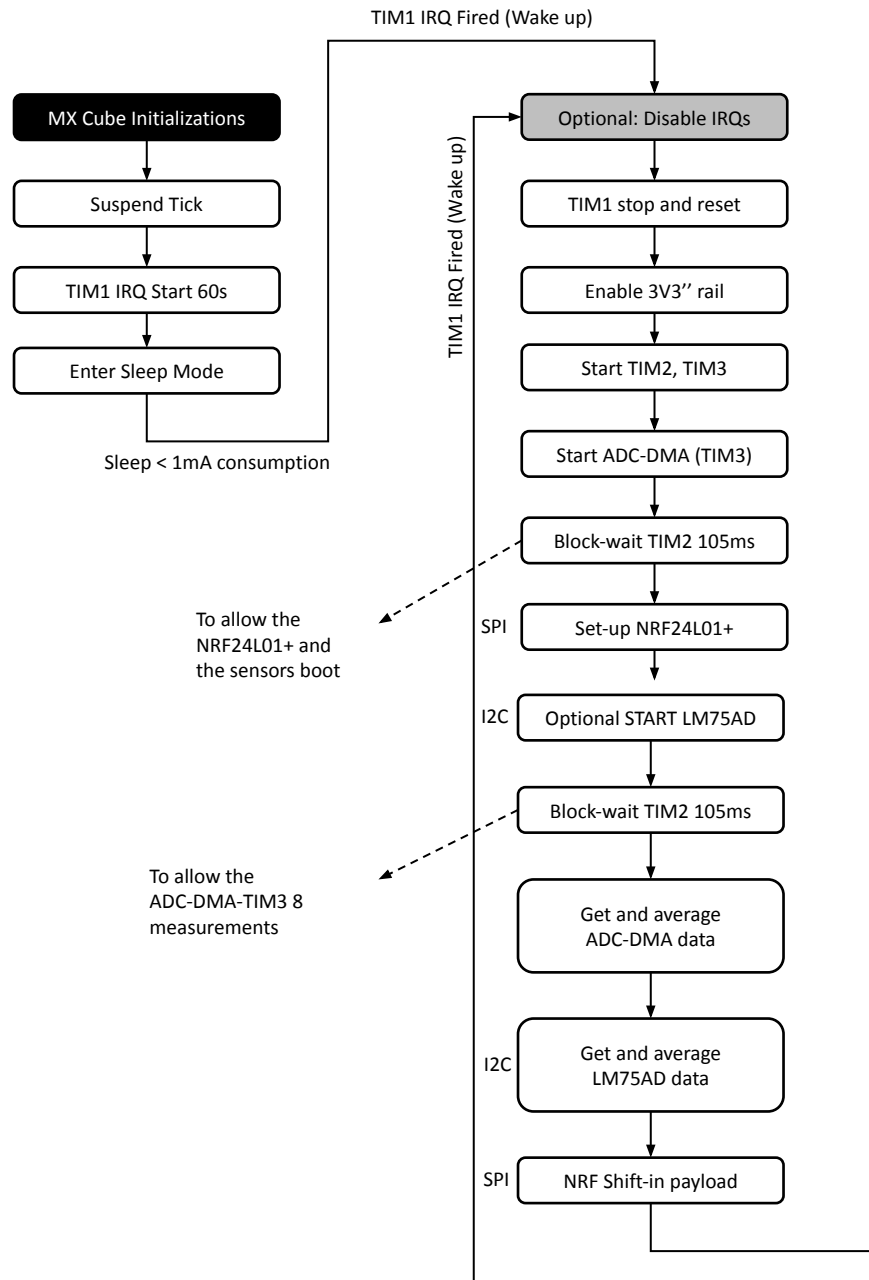 TIM1 IRQ Fired (Wake up)
MX Cube Initializations
Suspend Tick
TIM1 IRQ Start 60s
Enter Sleep Mode
Sleep < 1mA consumption
TIM1 IRQ Fired (Wake up)
Optional: Disable IRQs
TIM1 stop and reset
Enable 3V3’’ rail
Start TIM2, TIM3
Start ADC-DMA (TIM3)
Block-wait TIM2 105ms
To allow the
NRF24L01+ and
the sensors boot
SPI
Set-up NRF24L01+
I2C
Optional START LM75AD
Block-wait TIM2 105ms
To allow the
ADC-DMA-TIM3 8
measurements
Get and average
ADC-DMA data
I2C
Get and average
LM75AD data
SPI
NRF Shift-in payload